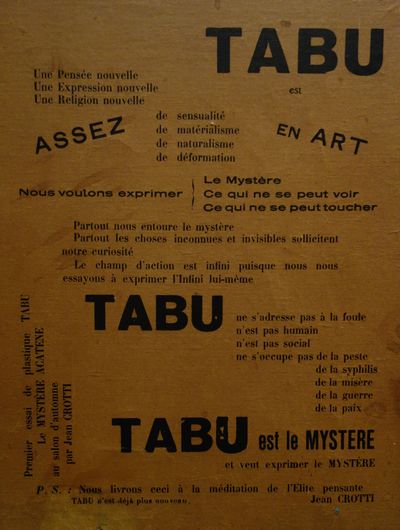 TABU
est
Une Pensée nouvelle
Une Expression nouvelle
Une Religion nouvelle
ASSEZ
de sensualité
de matérialisme
de naturalisme
de déformation
EN ART
Nous voulons exprimer
Le Mystère
Ce qui ne se peut voir
Ce qui ne se peut toucher
Partout nous entoure le mystère
Partout les choses inconnues et invisibles sollicitent
notre curiosité
Le champ d'action est infini puisque nous nous
essayons à exprimer l'Infini lui-même
TABU
ne s'adresse pas à la foule
n'est pas humain
n'est pas social
ne s'occupe pas de la peste
de la syphilis
de la misère
de la guerre
de la paix
Premier essai de plastique TABU
Le MYSTÈRE ACATENE
au salon d'automne
par Jean CROTTI
TABU est le MYSTERE
et veut exprimer le MYSTÈRE
P. S. : Nous livrons ceci à la méditation de l'Elite pensante
TABU n'est déjà plus nouveau.
Jean CROTTI